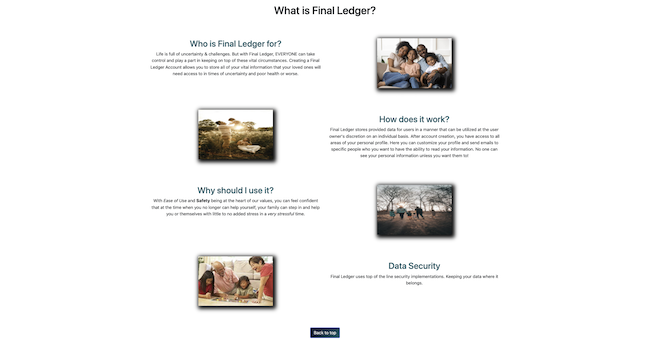 What is Final Ledger?
Who is Final Ledger for?
Life is full of uncertainty & challenges. But with Final Ledger, EVERYONE can take
control and play a part in keeping on top of these vital circumstances. Creating a Final
Ledger Account allows you to store all of your vital information that your loved ones will
need access to in times of uncertainty and poor health or worse.
How does it work?
Final Ledger stores provided data for users in a manner that can be utilized at the user
owner's discretion on an individual basis. After account creation, you have access to all
areas of your personal profile. Here you can customize your profile and send emails to
specific people who you want to have the ability to read your information. No one can
see your personal information unless you want them to!
Why should I use it?
With Ease of Use and Safety being at the heart of our values, you can feel confident
that at the time when you no longer can help yourself; your family can step in and help
you or themselves with little to no added stress in a very stressful time.
Data Security
Final Ledger uses top of the line security implementations. Keeping your data where it
belongs.
Back to top